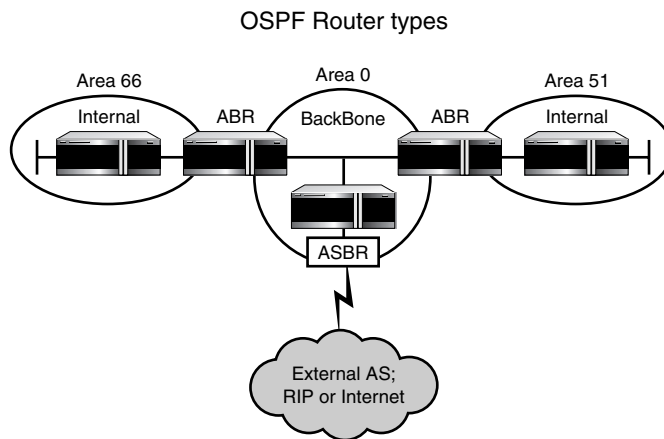 OSPF Router types
Area 66
Area 0
Area 51
Internal
ABR
BackBone
ABR
Internal
ASBR
External AS;
RIP or Internet